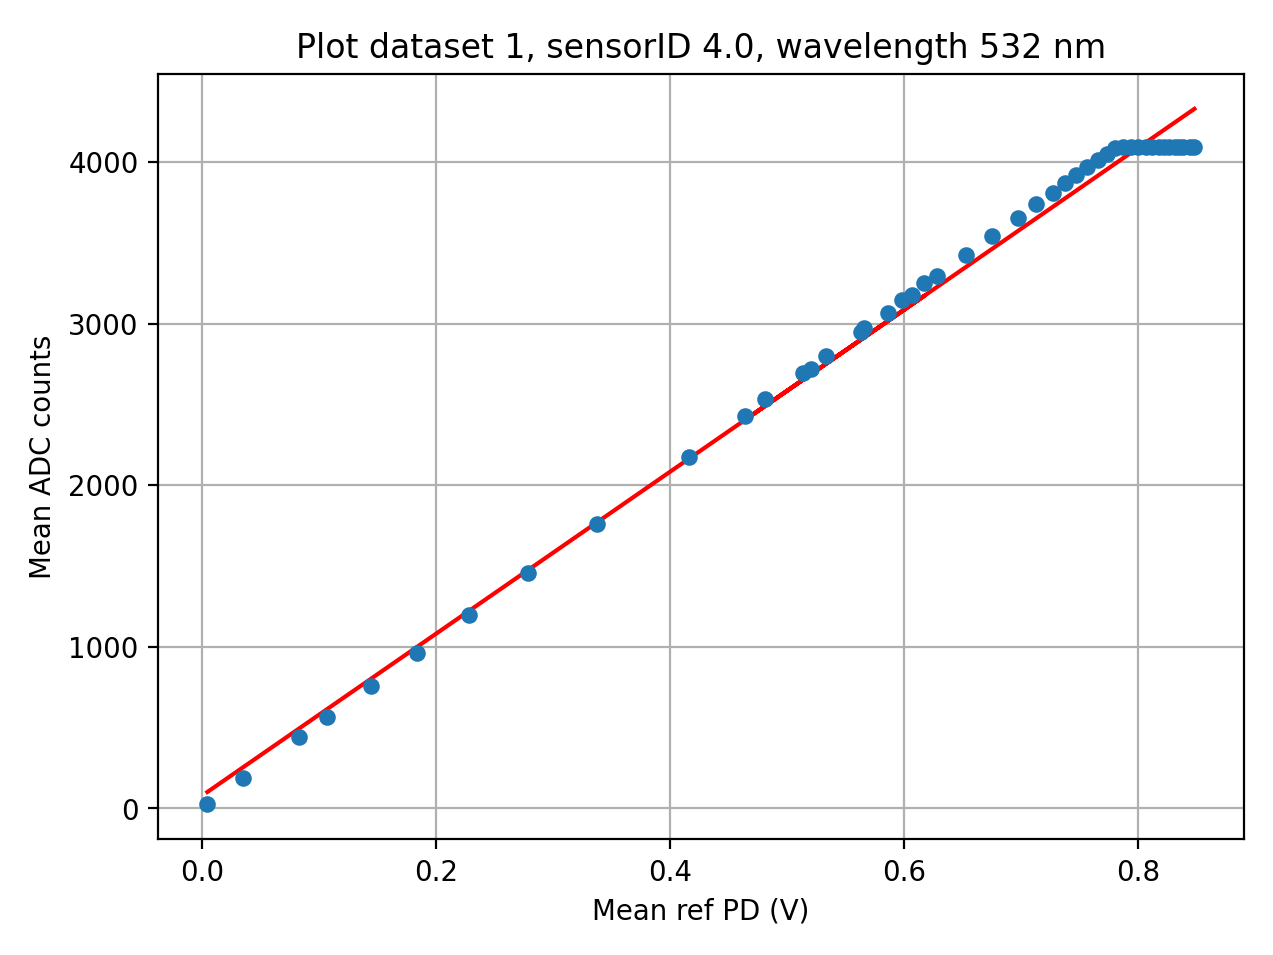 Plot dataset 1, sensorID 4.0, wavelength 532 nm
Mean ADC counts
4000
3000
2000
1000
0
0.0 0.2 0.4 0.6 0.8
Mean ref PD (V)